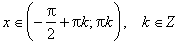 x ∈ ( -π/2 + πk; πk ), k ∈ Z